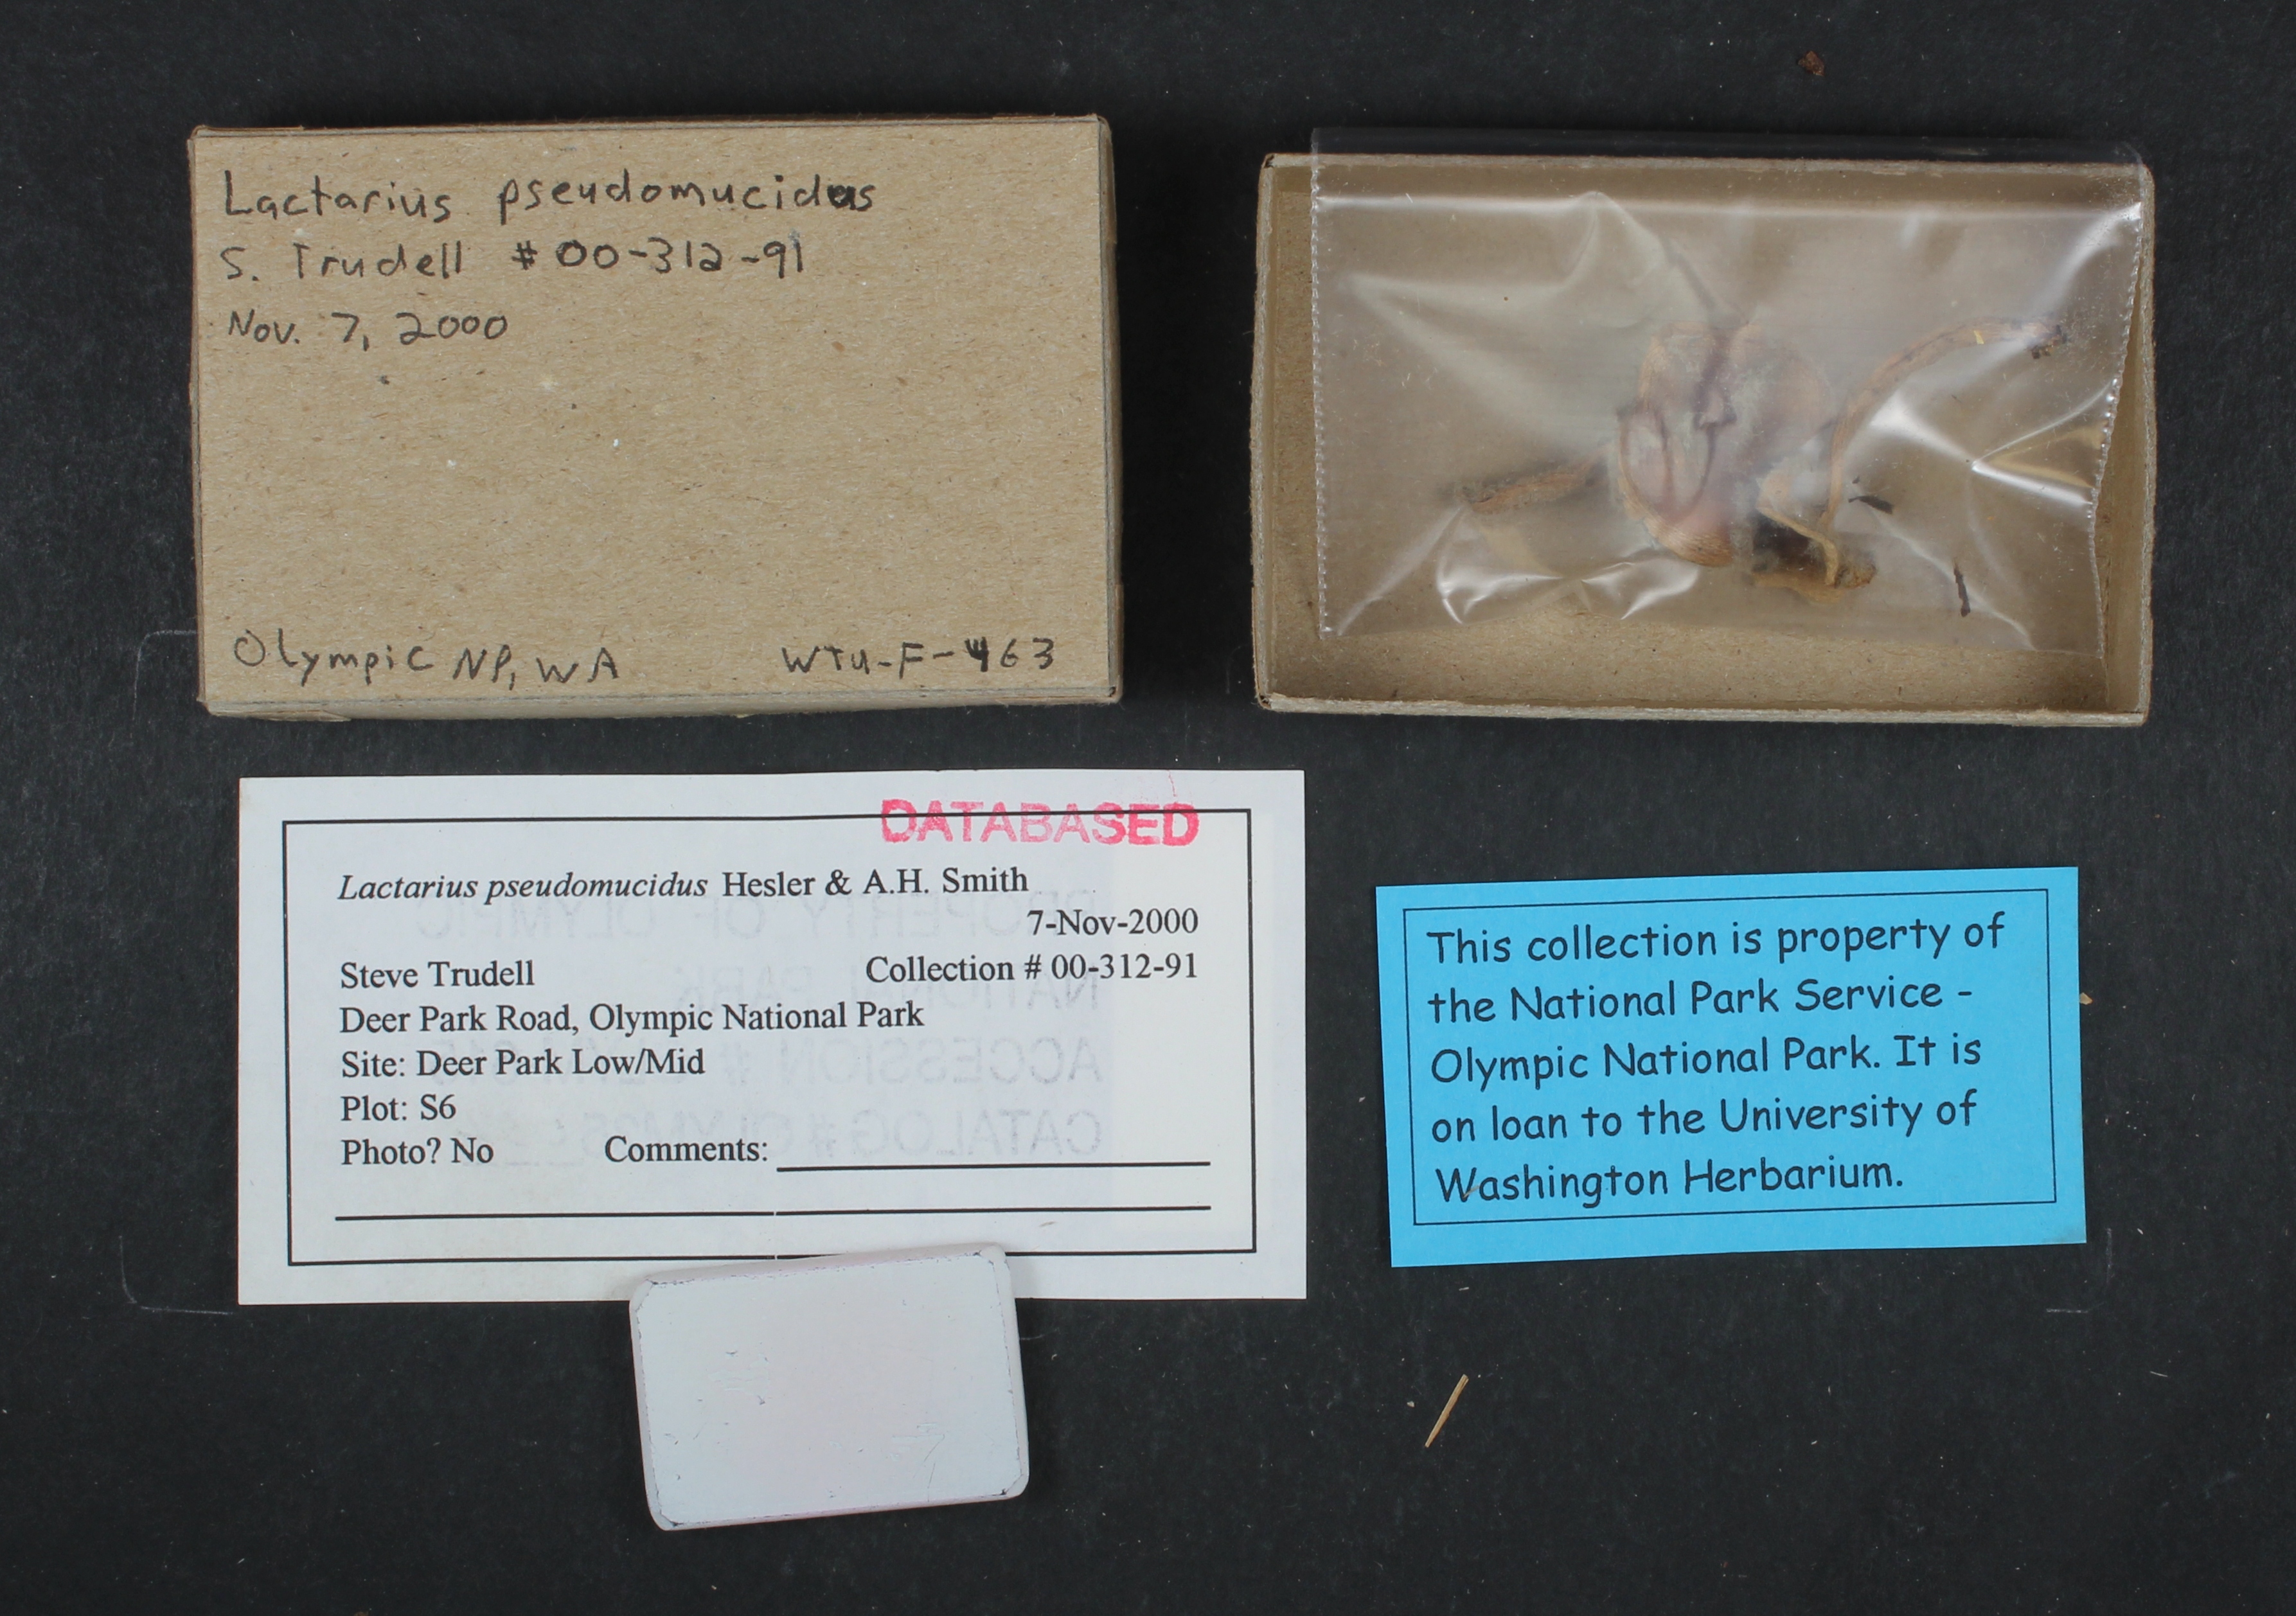 Lactarius pseudomucidus
S. Trudell # 00-312-91
Nov. 7, 2000
Olympic NP, WA WTU-F-463
DATABASED
Lactarius pseudomucidus Hesler & A.H. Smith
7-Nov-2000
Steve Trudell Collection # 00-312-91
Deer Park Road, Olympic National Park
Site: Deer Park Low/Mid
Plot: S6
Photo? No Comments:
This collection is property of
the National Park Service -
Olympic National Park. It is
on loan to the University of
Washington Herbarium.